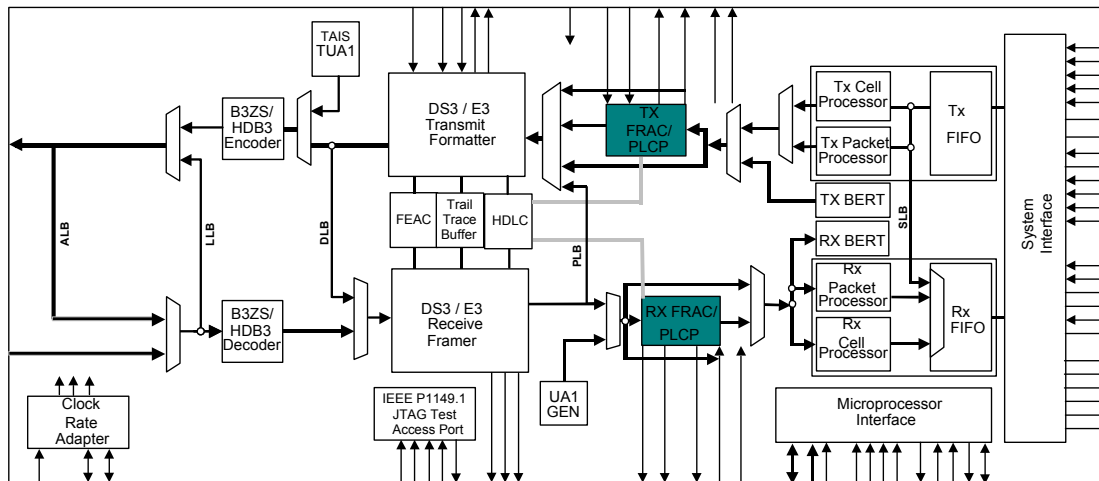 TAIS
TUA1
B3ZS/
HDB3
Encoder
DS3 / E3
Transmit
Formatter
TX
FRAC/
PLCP
Tx Cell
Processor
Tx Packet
Processor
Tx
FIFO
TX BERT
RX BERT
System
Interface
FEAC
Trail
Trace
Buffer
HDLC
ALB
LLB
DLB
PLB
SLB
B3ZS/
HDB3
Decoder
DS3 / E3
Receive
Framer
RX FRAC/
PLCP
Rx
Packet
Processor
Rx
Cell
Processor
Rx
FIFO
UA1
GEN
Clock
Rate
Adapter
IEEE P1149.1
JTAG Test
Access Port
Microprocessor
Interface